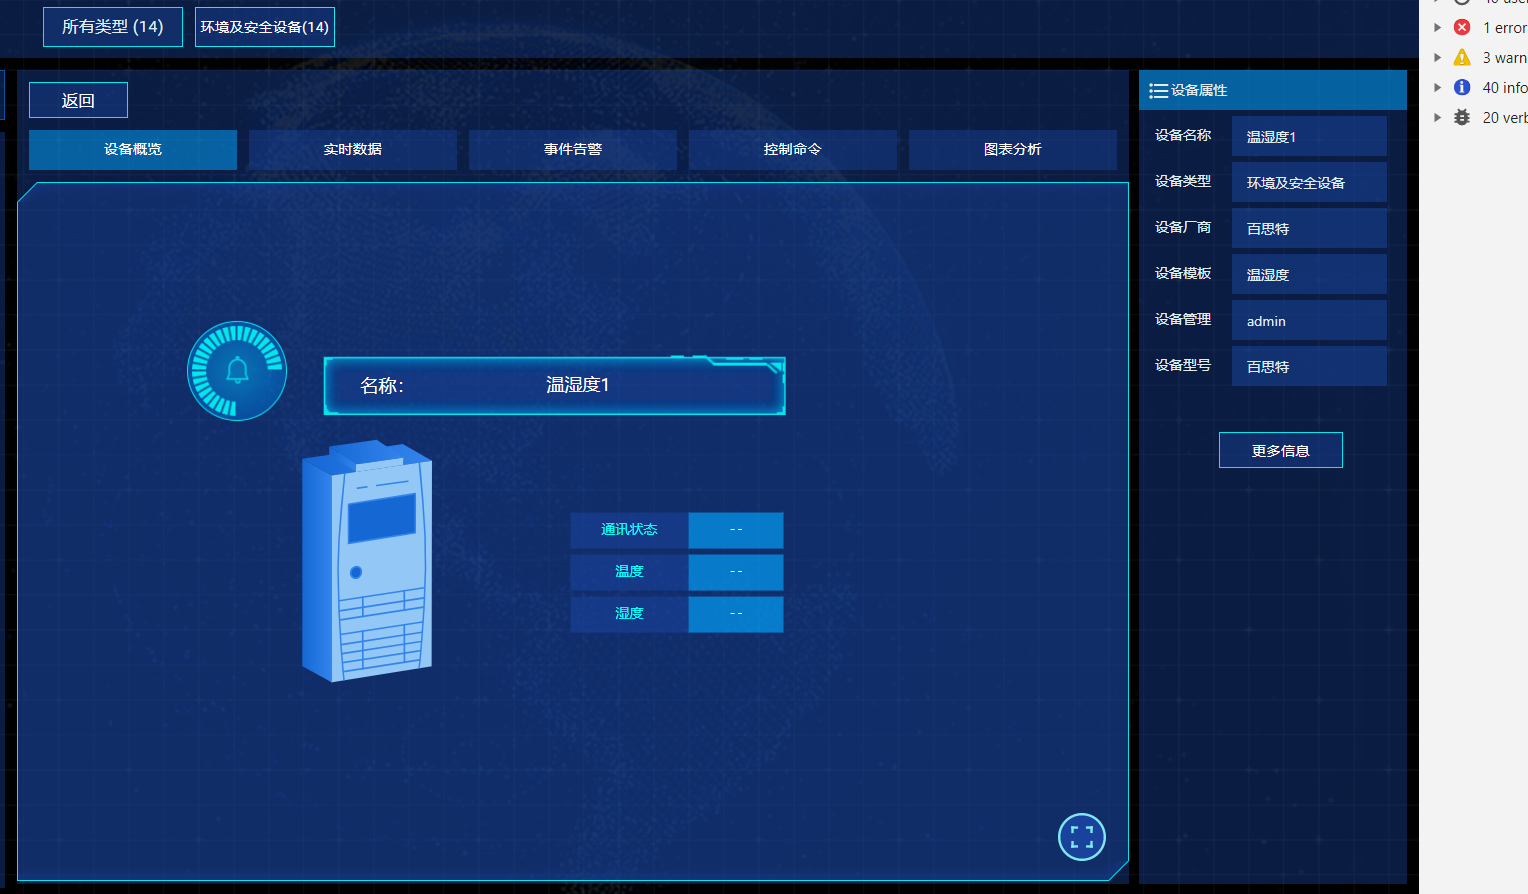 所有类型 (14)
环境及安全设备(14)
返回
设备概览
实时数据
事件告警
控制命令
图表分析
名称：
温湿度1
通讯状态
--
温度
--
湿度
--
设备属性
设备名称
温湿度1
设备类型
环境及安全设备
设备厂商
百思特
设备模板
温湿度
设备管理
admin
设备型号
百思特
更多信息
1 error
3 warn
40 info
20 verb